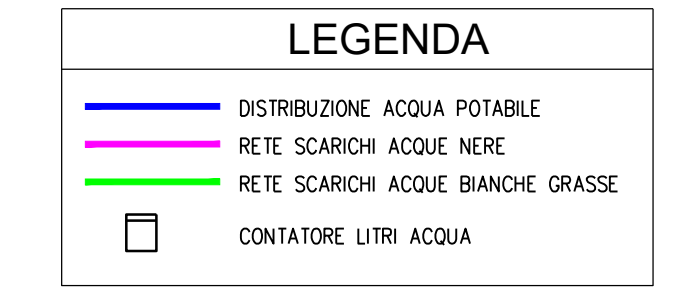 LEGENDA
DISTRIBUZIONE ACQUA POTABILE
RETE SCARICHI ACQUE NERE
RETE SCARICHI ACQUE BIANCHE GRASSE
CONTATORE LITRI ACQUA